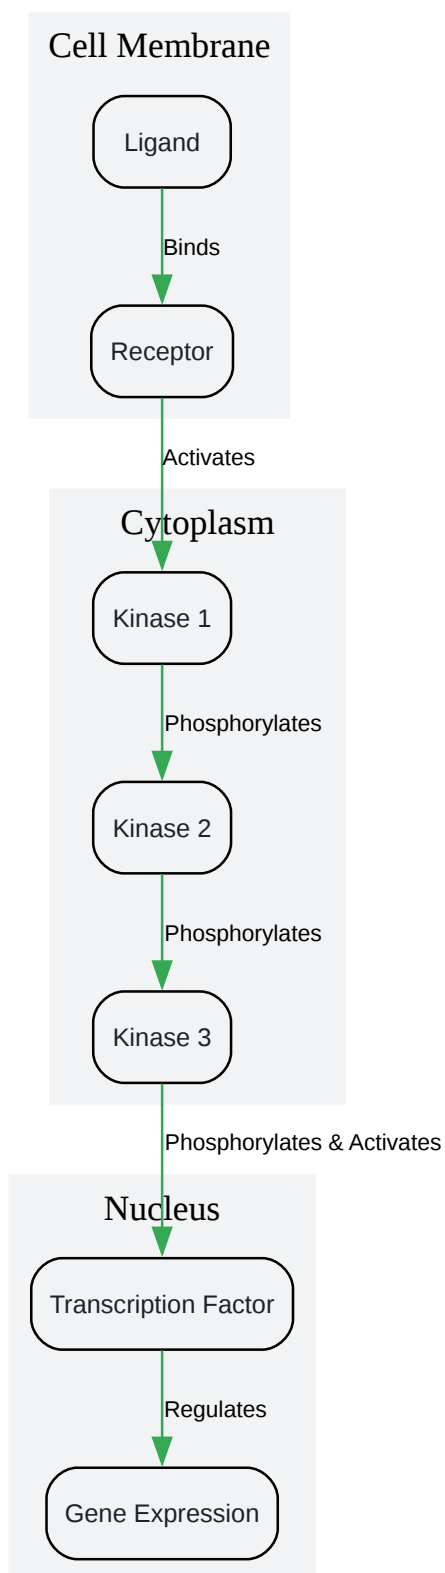 Cell Membrane
Ligand
Binds
Receptor
Activates
Cytoplasm
Kinase 1
Phosphorylates
Kinase 2
Phosphorylates
Kinase 3
Phosphorylates & Activates
Nucleus
Transcription Factor
Regulates
Gene Expression